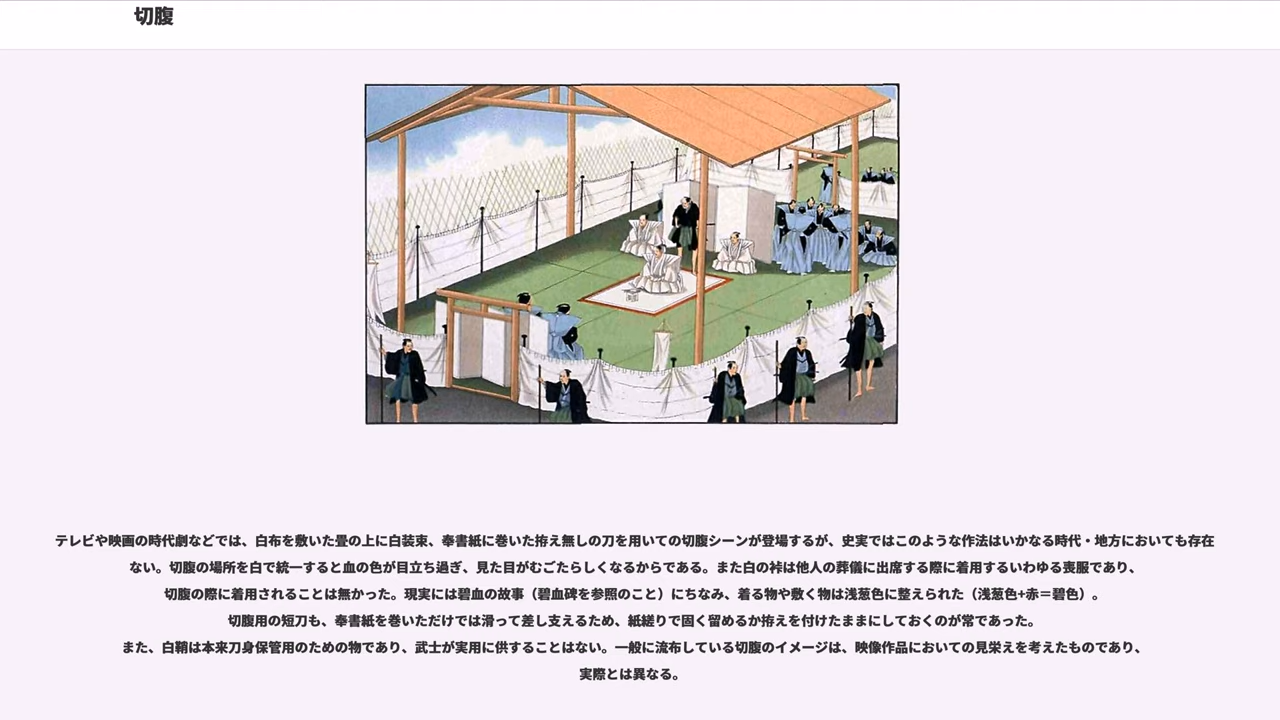 切腹
テレビや映画の時代劇などでは、白布を敷いた畳の上に白装束、奉書紙に巻いた拵え無しの刀を用いての切腹シーンが登場するが、史実ではこのような作法はいかなる時代・地方においても存在
ない。切腹の場所を白で統一すると血の色が目立ち過ぎ、見た目がむごたらしくなるからである。また白の裃は他人の葬儀に出席する際に着用するいわゆる喪服であり、
切腹の際に着用されることは無かった。現実には碧血の故事（碧血碑を参照のこと）にちなみ、着る物や敷く物は浅葱色に整えられた（浅葱色+赤＝碧色）。
切腹用の短刀も、奉書紙を巻いただけでは滑って差し支えるため、紙縒りで固く留めるか拵えを付けたままにしておくのが常であった。
また、白鞘は本来刀身保管用のための物であり、武士が実用に供することはない。一般に流布している切腹のイメージは、映像作品においての見栄えを考えたものであり、
実際とは異なる。